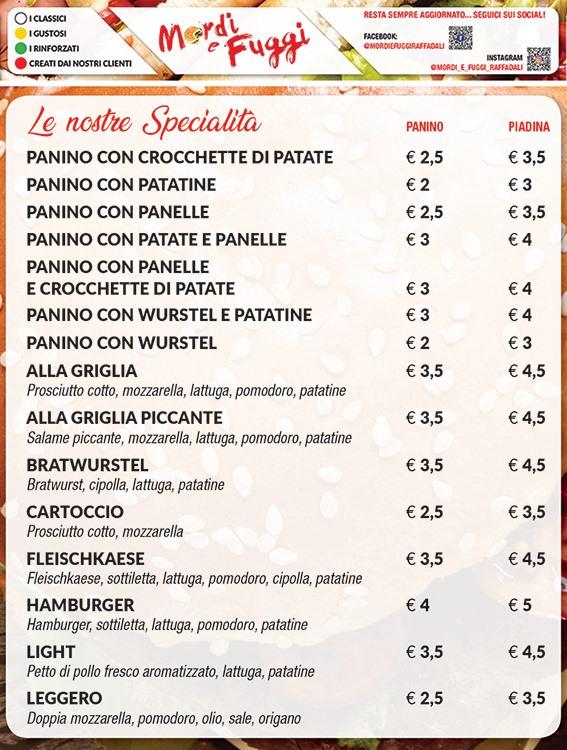 I CLASSICI
I GUSTOSI
I RINFORZATI
CREATI DAI NOSTRI CLIENTI
Mordi e Fuggi
RESTA SEMPRE AGGIORNATO... SEGUICI SUI SOCIAL!
FACEBOOK:
@MORDIEFUGGIRAFFADALI
INSTAGRAM
@MORDI_E_FUGGI_RAFFADALI
Le nostre Specialità PANINO PIADINA
PANINO CON CROCCHETTE DI PATATE € 2,5 € 3,5
PANINO CON PATATINE € 2 € 3
PANINO CON PANELLE € 2,5 € 3,5
PANINO CON PATATE E PANELLE € 3 € 4
PANINO CON PANELLE
E CROCCHETTE DI PATATE € 3 € 4
PANINO CON WURSTEL E PATATINE € 3 € 4
PANINO CON WURSTEL € 2 € 3
ALLA GRIGLIA € 3,5 € 4,5
Prosciutto cotto, mozzarella, lattuga, pomodoro, patatine
ALLA GRIGLIA PICCANTE € 3,5 € 4,5
Salame piccante, mozzarella, lattuga, pomodoro, patatine
BRATWURSTEL € 3,5 € 4,5
Bratwurst, cipolla, lattuga, patatine
CARTOCCIO € 2,5 € 3,5
Prosciutto cotto, mozzarella
FLEISCHKAESE € 3,5 € 4,5
Fleischkaese, sottiletta, lattuga, pomodoro, cipolla, patatine
HAMBURGER € 4 € 5
Hamburger, sottiletta, lattuga, pomodoro, patatine
LIGHT € 3,5 € 4,5
Petto di pollo fresco aromatizzato, lattuga, patatine
LEGGERO € 2,5 € 3,5
Doppia mozzarella, pomodoro, olio, sale, origano